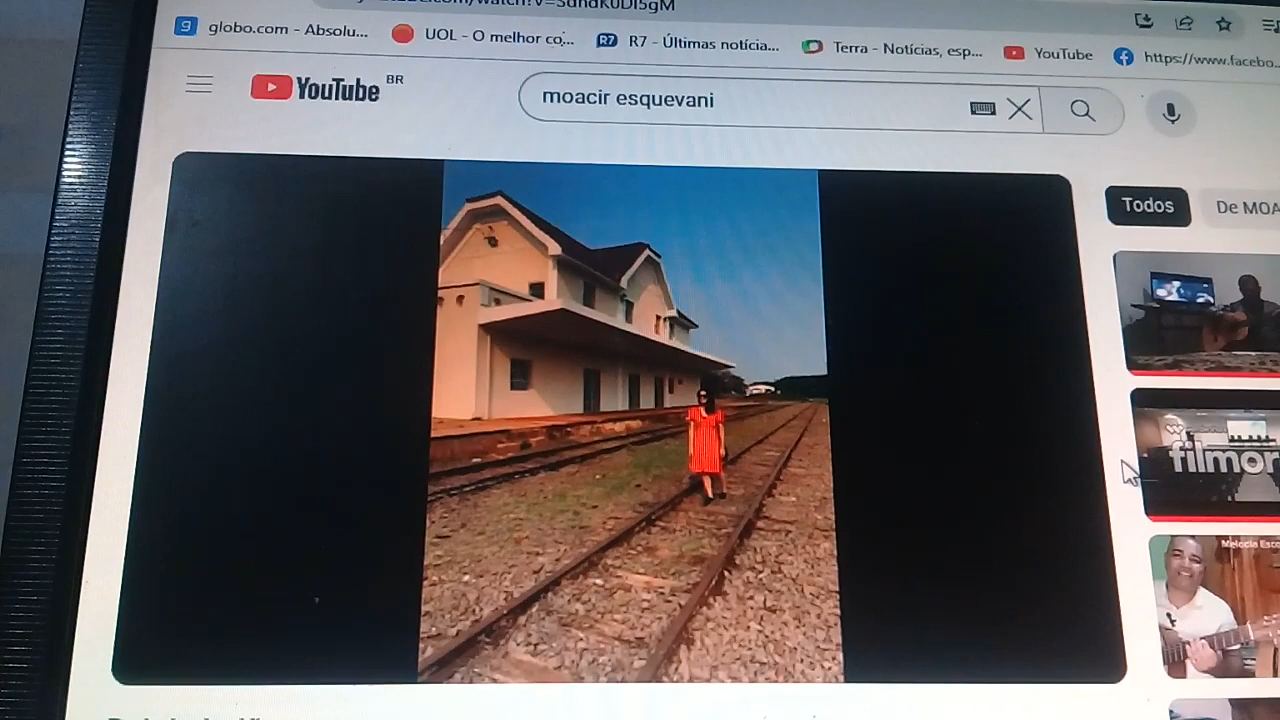 globo.com - Absolu...
UOL - O melhor co...
R7 - Últimas notícia...
Terra - Notícias, esp...
YouTube
https://www.facebo...
YouTube BR
moacir esquevani
Todos
De MOA
filmor